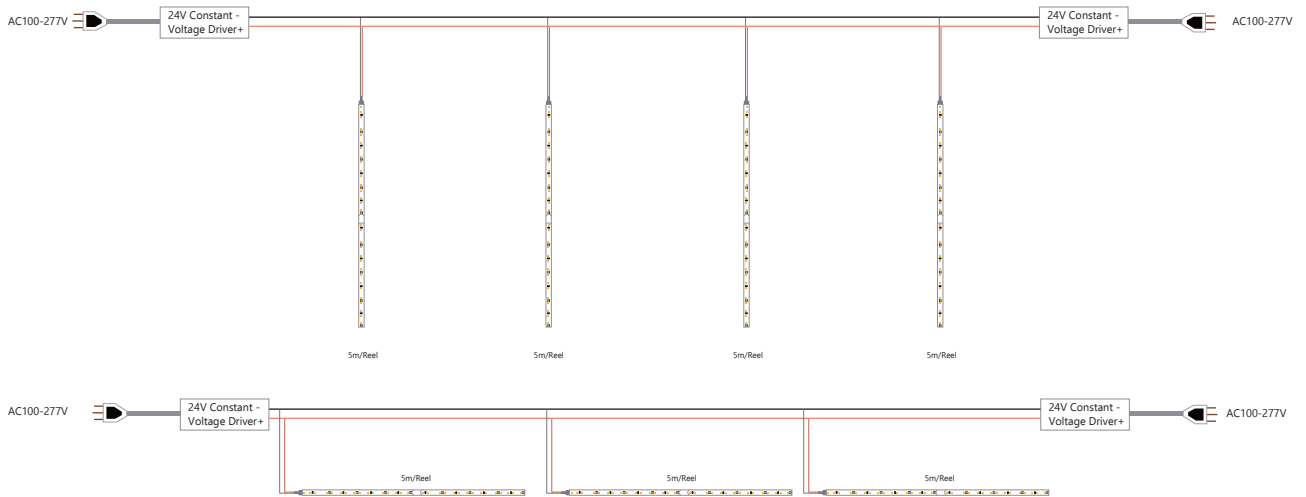 AC100-277V
24V Constant -
Voltage Driver+
24V Constant -
Voltage Driver+
AC100-277V
5m/Reel
5m/Reel
5m/Reel
5m/Reel
AC100-277V
24V Constant -
Voltage Driver+
24V Constant -
Voltage Driver+
AC100-277V
5m/Reel
5m/Reel
5m/Reel